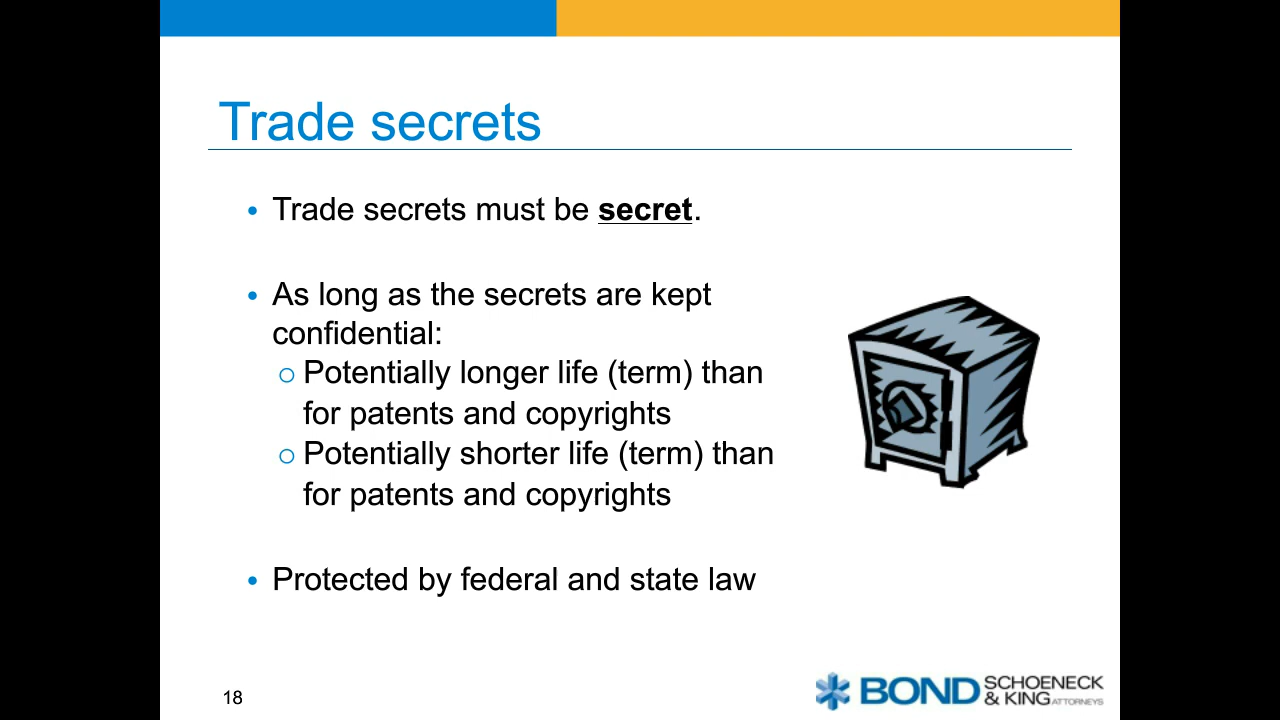 Trade secrets
• Trade secrets must be secret.
• As long as the secrets are kept
confidential:
○ Potentially longer life (term) than
for patents and copyrights
○ Potentially shorter life (term) than
for patents and copyrights
• Protected by federal and state law
18
BOND SCHOENECK
& KING ATTORNEYS